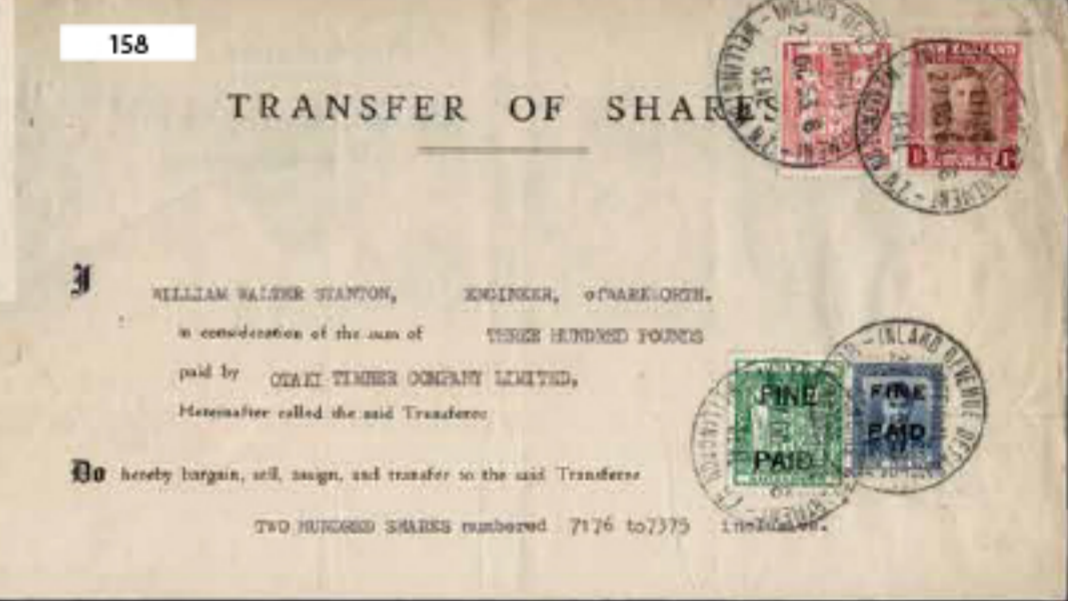 158
TRANSFER OF SHARES
I
WILLIAM WALTER STANTON, ENGINEER, of WARKWORTH.
in consideration of the sum of THREE HUNDRED POUNDS
paid by OTAKI TIMBER COMPANY LIMITED,
Hereinafter called the said Transferee
Do hereby bargain, sell, assign, and transfer to the said Transferee
TWO HUNDRED SHARES numbered 7176 to 7375 inclusive.
FINE PAID
FINE PAID
INLAND REVENUE